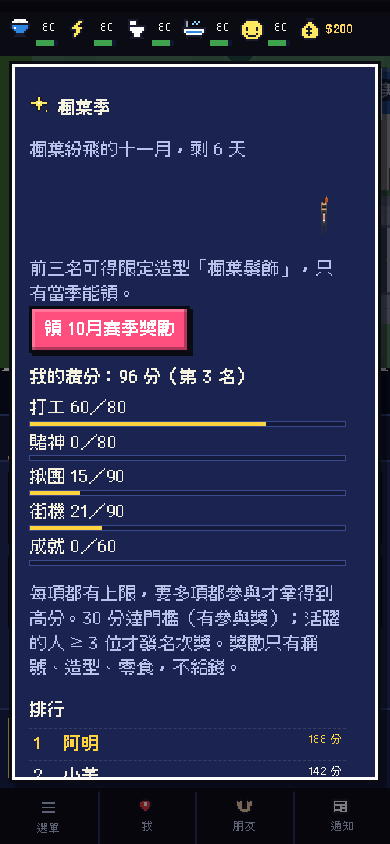 80 80 80 80 80 $200
楓葉季
楓葉紛飛的十一月，剩 6 天
前三名可得限定造型「楓葉髮飾」，只
有當季能領。
領 10月賽季獎勵
我的積分：96 分（第 3 名）
打工 60／80
賭神 0／80
揪團 15／90
街機 21／90
成就 0／60
每項都有上限，要多項都參與才拿得到
高分。30 分達門檻（有參與獎）；活躍
的人 ≥ 3 位才發名次獎。獎勵只有稱
號、造型、零食，不給錢。
排行
1 阿明 188 分
2 小美 142 分
選單 我 朋友 通知